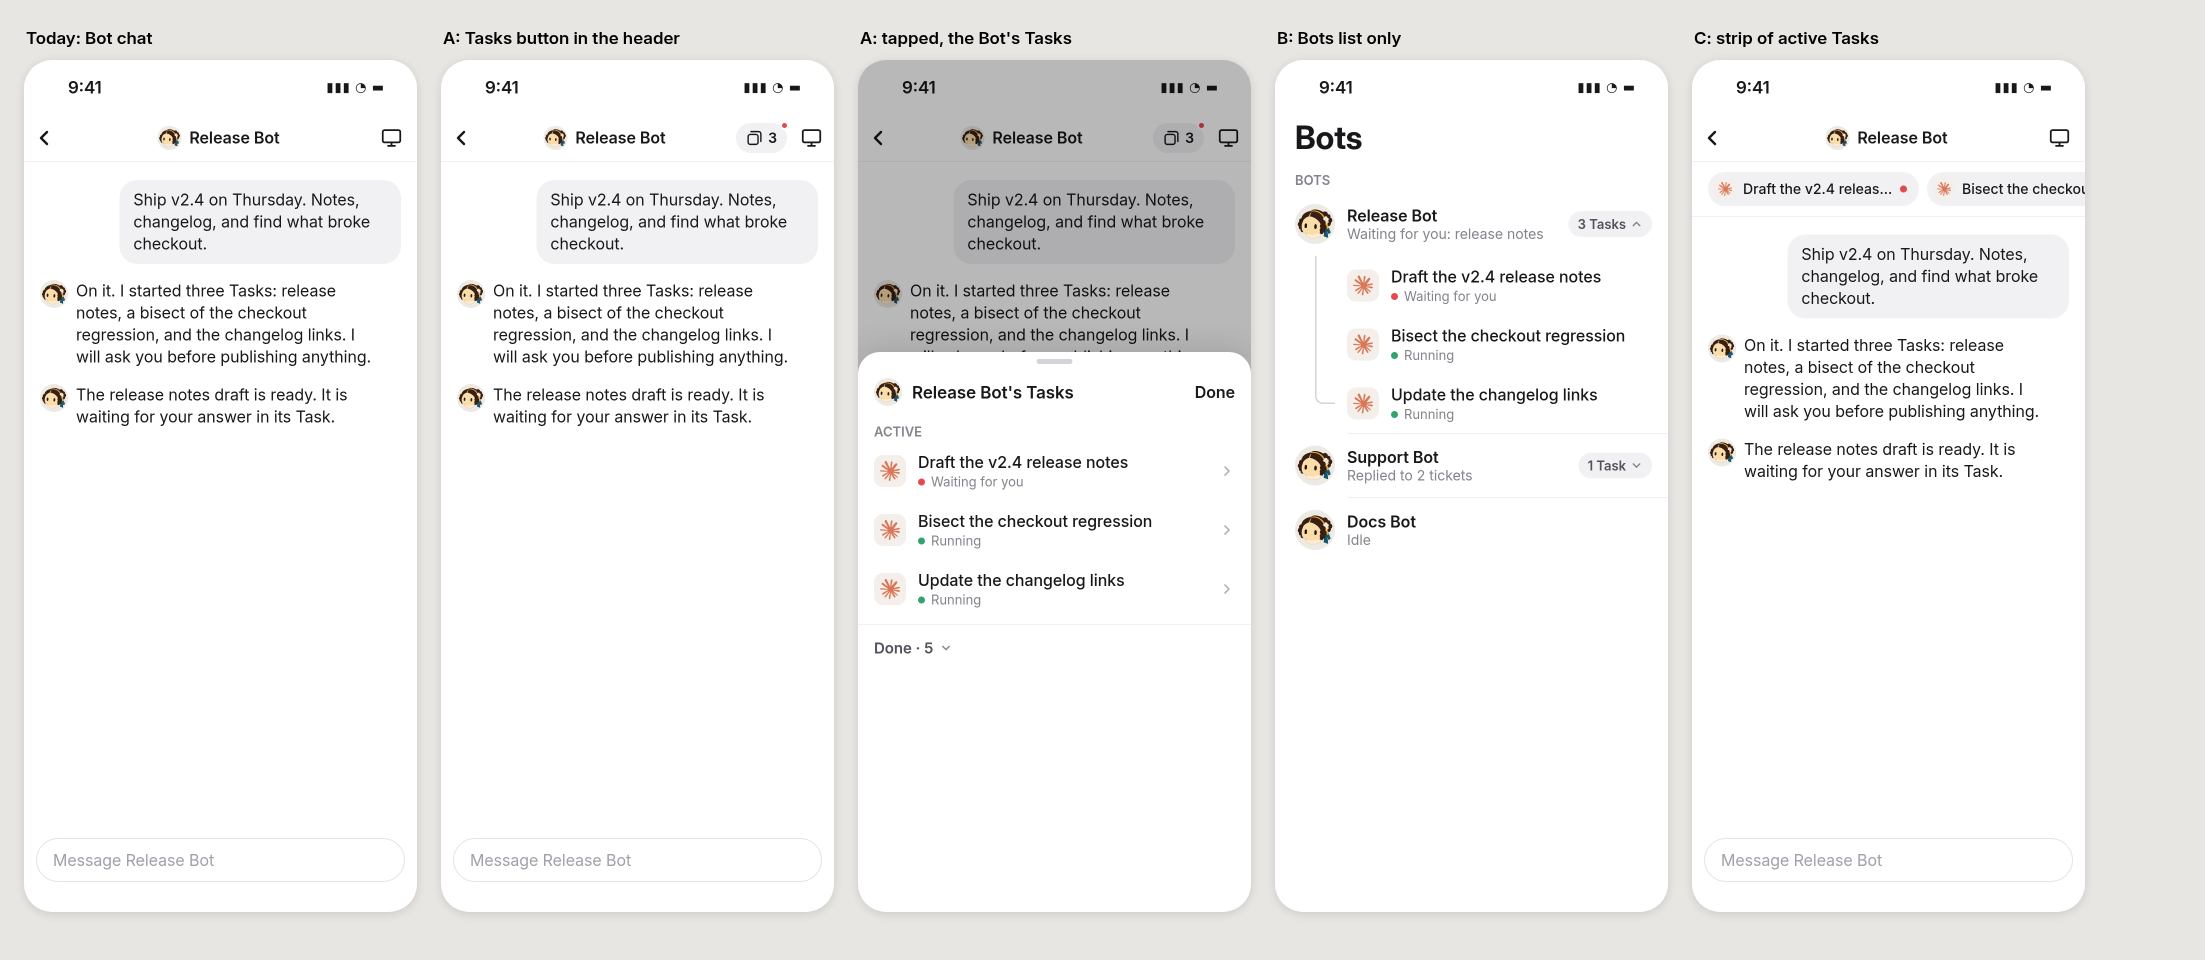 Today: Bot chat
9:41
Release Bot
Ship v2.4 on Thursday. Notes,
changelog, and find what broke
checkout.
On it. I started three Tasks: release
notes, a bisect of the checkout
regression, and the changelog links. I
will ask you before publishing anything.
The release notes draft is ready. It is
waiting for your answer in its Task.
Message Release Bot
A: Tasks button in the header
9:41
Release Bot
3
Ship v2.4 on Thursday. Notes,
changelog, and find what broke
checkout.
On it. I started three Tasks: release
notes, a bisect of the checkout
regression, and the changelog links. I
will ask you before publishing anything.
The release notes draft is ready. It is
waiting for your answer in its Task.
Message Release Bot
A: tapped, the Bot's Tasks
9:41
Release Bot
3
Ship v2.4 on Thursday. Notes,
changelog, and find what broke
checkout.
On it. I started three Tasks: release
notes, a bisect of the checkout
regression, and the changelog links. I
Release Bot's Tasks
Done
ACTIVE
Draft the v2.4 release notes
Waiting for you
Bisect the checkout regression
Running
Update the changelog links
Running
Done · 5
B: Bots list only
9:41
Bots
BOTS
Release Bot
Waiting for you: release notes
3 Tasks
Draft the v2.4 release notes
Waiting for you
Bisect the checkout regression
Running
Update the changelog links
Running
Support Bot
Replied to 2 tickets
1 Task
Docs Bot
Idle
C: strip of active Tasks
9:41
Release Bot
Draft the v2.4 releas...
Bisect the checkou
Ship v2.4 on Thursday. Notes,
changelog, and find what broke
checkout.
On it. I started three Tasks: release
notes, a bisect of the checkout
regression, and the changelog links. I
will ask you before publishing anything.
The release notes draft is ready. It is
waiting for your answer in its Task.
Message Release Bot